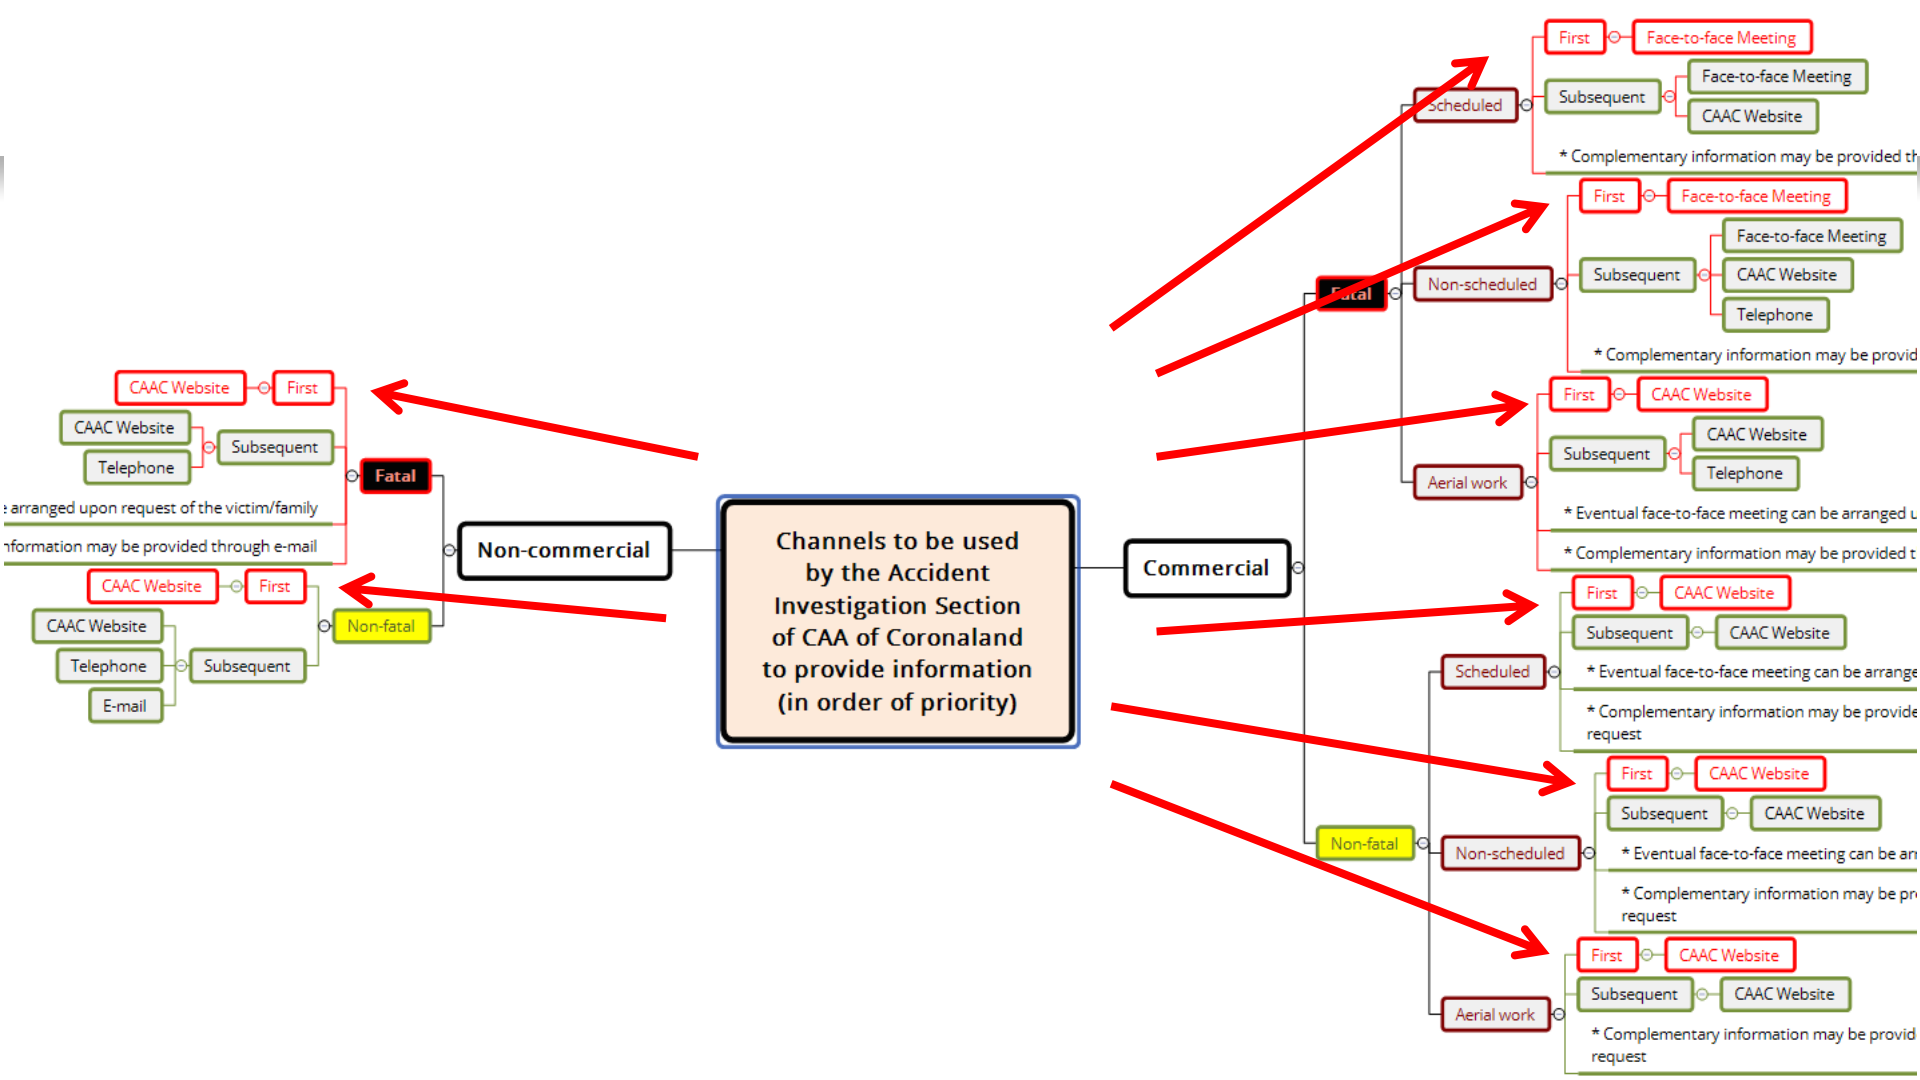 Channels to be used
by the Accident
Investigation Section
of CAA of Coronaland
to provide information
(in order of priority)
Non-commercial
Fatal
First
CAAC Website
Subsequent
CAAC Website
Telephone
arranged upon request of the victim/family
may be provided through e-mail
Non-fatal
First
CAAC Website
Subsequent
CAAC Website
Telephone
E-mail
Commercial
Fatal
Scheduled
First
Face-to-face Meeting
Subsequent
Face-to-face Meeting
CAAC Website
* Complementary information may be provided
Non-scheduled
First
Face-to-face Meeting
Subsequent
Face-to-face Meeting
CAAC Website
Telephone
* Complementary information may be
Aerial work
First
CAAC Website
Subsequent
CAAC Website
Telephone
* Eventual face-to-face meeting can be arranged
* Complementary information may be provided
Non-fatal
Scheduled
First
CAAC Website
Subsequent
CAAC Website
* Eventual face-to-face meeting can be
* Complementary information may be
request
Non-scheduled
First
CAAC Website
Subsequent
CAAC Website
* Eventual face-to-face meeting can be
* Complementary information may be
request
Aerial work
First
CAAC Website
Subsequent
CAAC Website
* Complementary information may be
request